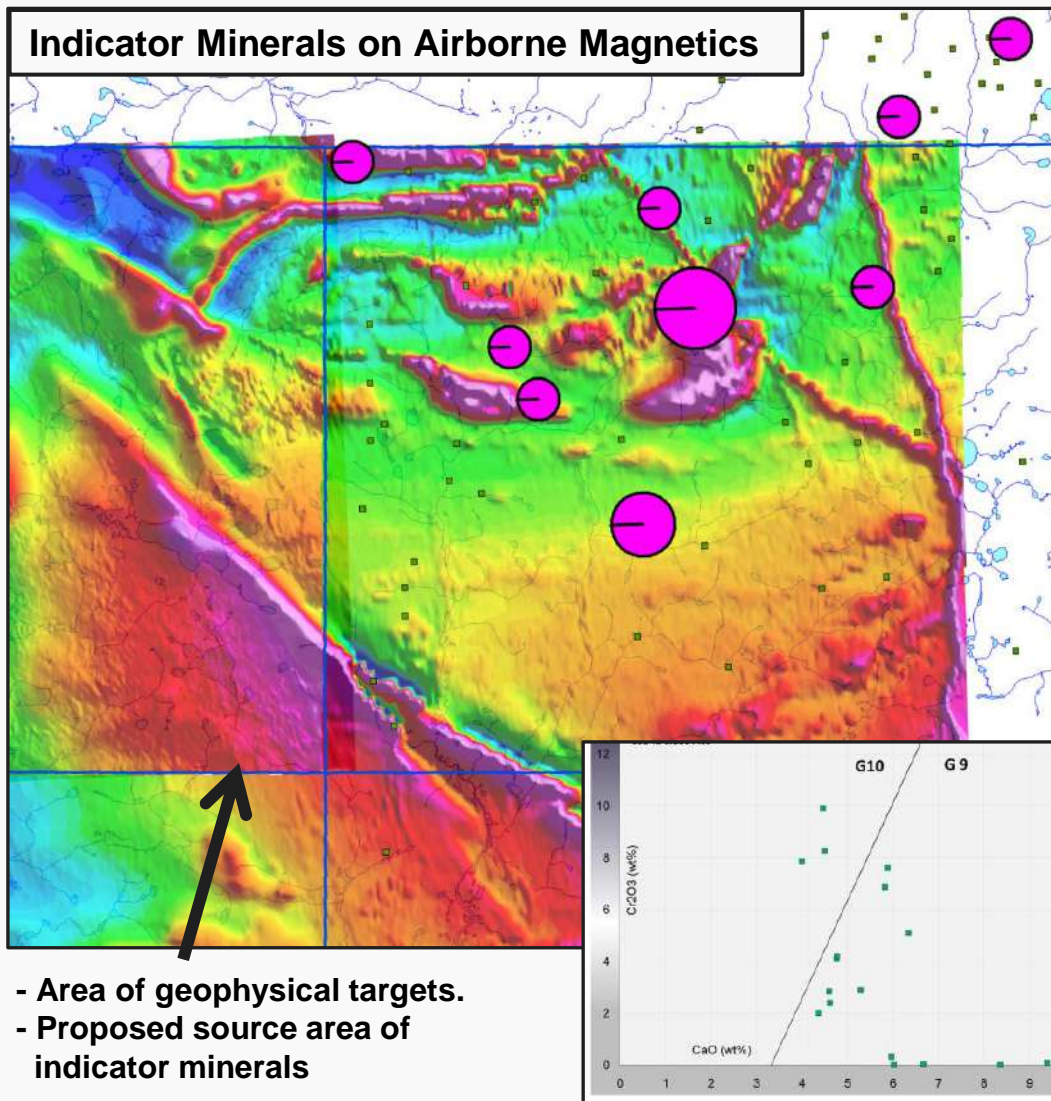 Indicator Minerals on Airborne Magnetics
12
10
8
6
4
2
0
Cr2O3 (wt%)
G10
G 9
CaO (wt%)
0 1 2 3 4 5 6 7 8 9
- Area of geophysical targets.
- Proposed source area of
indicator minerals